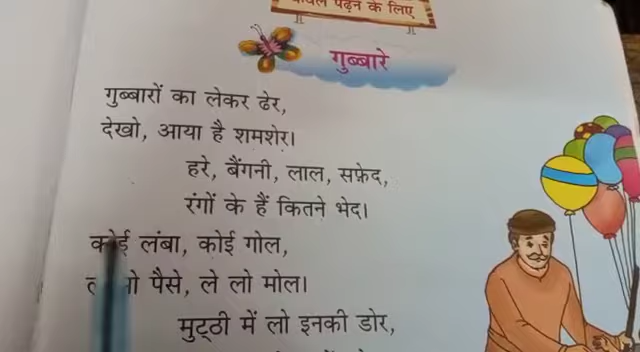 पढ़ने के लिए
गुब्बारे
गुब्बारों का लेकर ढेर,
देखो, आया है शमशेर।
हरे, बैंगनी, लाल, सफ़ेद,
रंगों के हैं कितने भेद।
कोई लंबा, कोई गोल,
पैसे, ले लो मोल।
मुट्ठी में लो इनकी डोर,